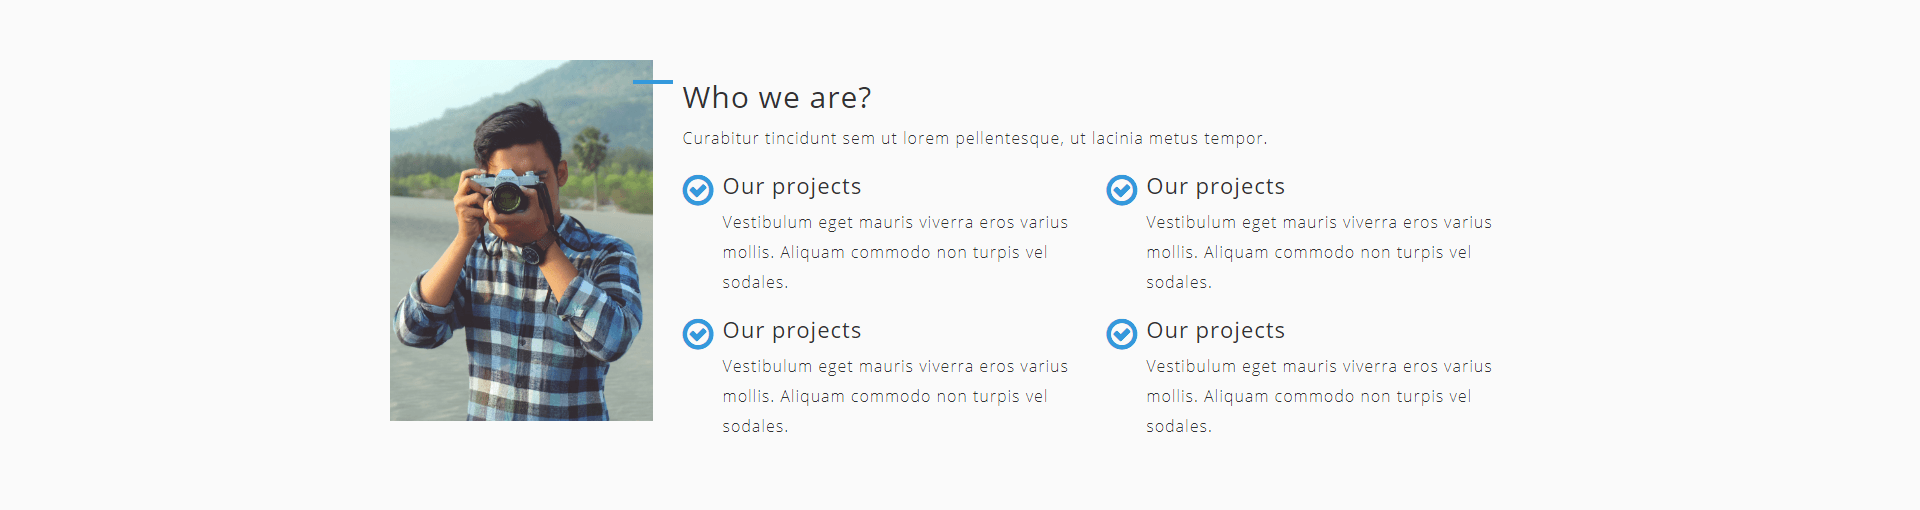 Who we are?
Curabitur tincidunt sem ut lorem pellentesque, ut lacinia metus tempor.
Our projects
Vestibulum eget mauris viverra eros varius
mollis. Aliquam commodo non turpis vel
sodales.
Our projects
Vestibulum eget mauris viverra eros varius
mollis. Aliquam commodo non turpis vel
sodales.
Our projects
Vestibulum eget mauris viverra eros varius
mollis. Aliquam commodo non turpis vel
sodales.
Our projects
Vestibulum eget mauris viverra eros varius
mollis. Aliquam commodo non turpis vel
sodales.